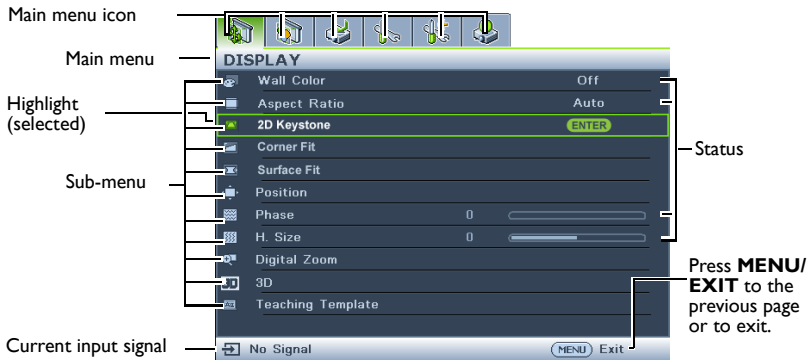 Main menu icon
Main menu
DISPLAY
Wall Color Off
Aspect Ratio Auto
Highlight
(selected)
2D Keystone ENTER
Corner Fit
Status
Surface Fit
Sub-menu
Position
Phase 0
H. Size 0
Digital Zoom
3D
Teaching Template
Press MENU/
EXIT to the
previous page
or to exit.
Current input signal
No Signal MENU Exit